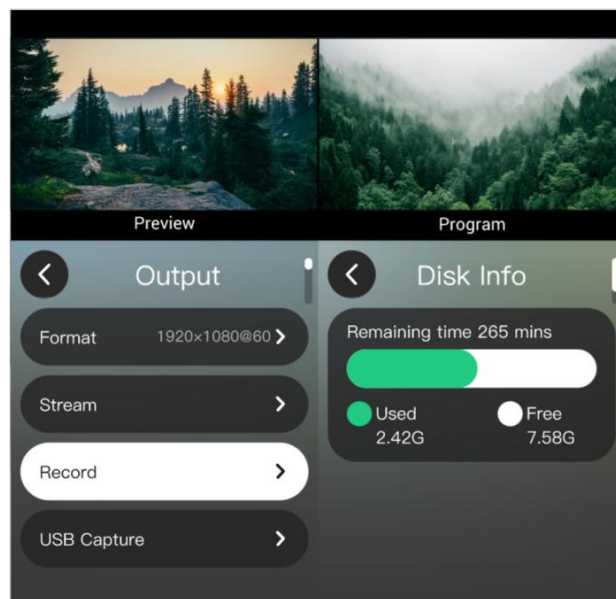 Preview
Program
Output
Format
1920×1080@60
Stream
Record
USB Capture
Disk Info
Remaining time 265 mins
Used
2.42G
Free
7.58G